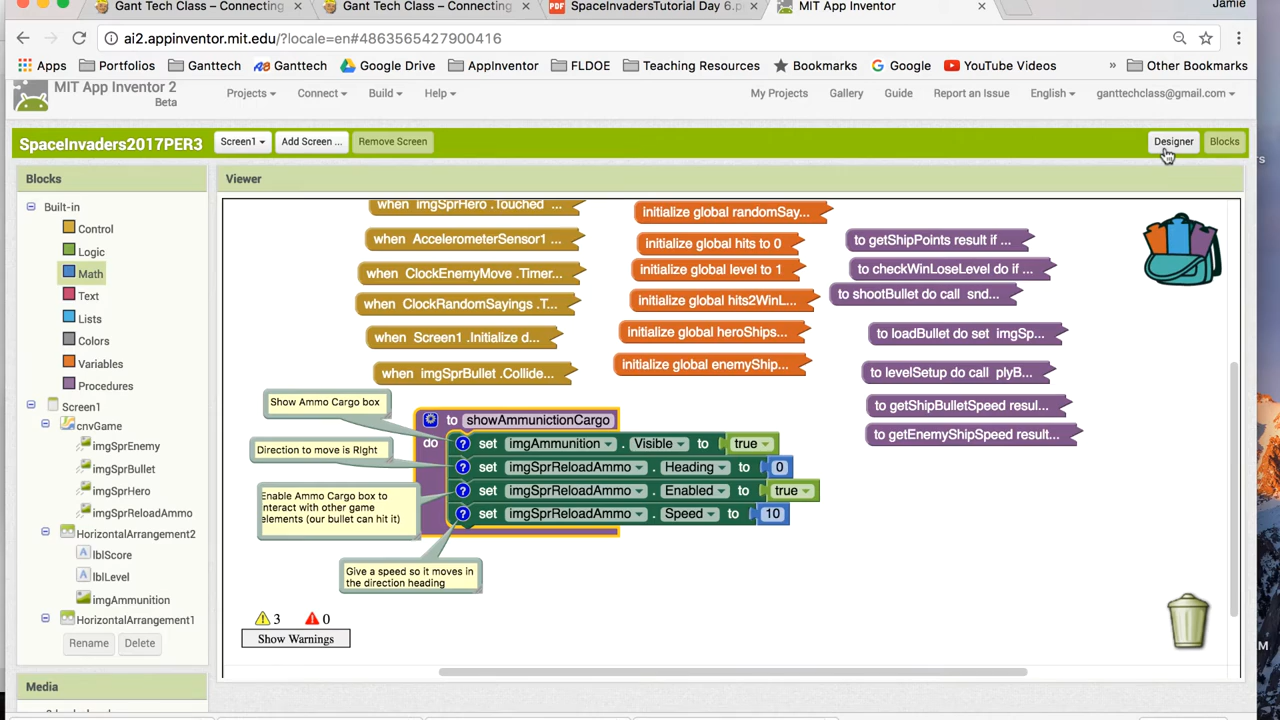 Gant Tech Class – Connecting × Gant Tech Class – Connecting × SpaceInvadersTutorial Day 6.p × MIT App Inventor × Jamie
ai2.appinventor.mit.edu/?locale=en#4863565427900416
Apps Portfolios Ganttech Ganttech Google Drive AppInventor FLDOE Teaching Resources Bookmarks Google YouTube Videos » Other Bookmarks
MIT App Inventor 2
Beta
Projects Connect Build Help My Projects Gallery Guide Report an Issue English ganttechclass@gmail.com
SpaceInvaders2017PER3 Screen1 Add Screen ... Remove Screen Designer Blocks
Blocks
Built-in
Control
Logic
Math
Text
Lists
Colors
Variables
Procedures
Screen1
cnvGame
imgSprEnemy
imgSprBullet
imgSprHero
imgSprReloadAmmo
HorizontalArrangement2
lblScore
lblLevel
imgAmmunition
HorizontalArrangement1
Rename Delete
Media
Viewer
when imgSprHero .Touched ...
when AccelerometerSensor1 ...
when ClockEnemyMove .Timer...
when ClockRandomSayings .T...
when Screen1 .Initialize d...
when imgSprBullet .Collide...
initialize global randomSay...
initialize global hits to 0
initialize global level to 1
initialize global hits2WinL...
initialize global heroShips...
initialize global enemyShip...
to getShipPoints result if ...
to checkWinLoseLevel do if ...
to shootBullet do call snd...
to loadBullet do set imgSp...
to levelSetup do call plyB...
to getShipBulletSpeed resul...
to getEnemyShipSpeed result...
Show Ammo Cargo box
Direction to move is RIght
Enable Ammo Cargo box to
interact with other game
elements (our bullet can hit it)
Give a speed so it moves in
the direction heading
to showAmmunictionCargo
do ? set imgAmmunition . Visible to true
? set imgSprReloadAmmo . Heading to 0
? set imgSprReloadAmmo . Enabled to true
? set imgSprReloadAmmo . Speed to 10
3 0
Show Warnings